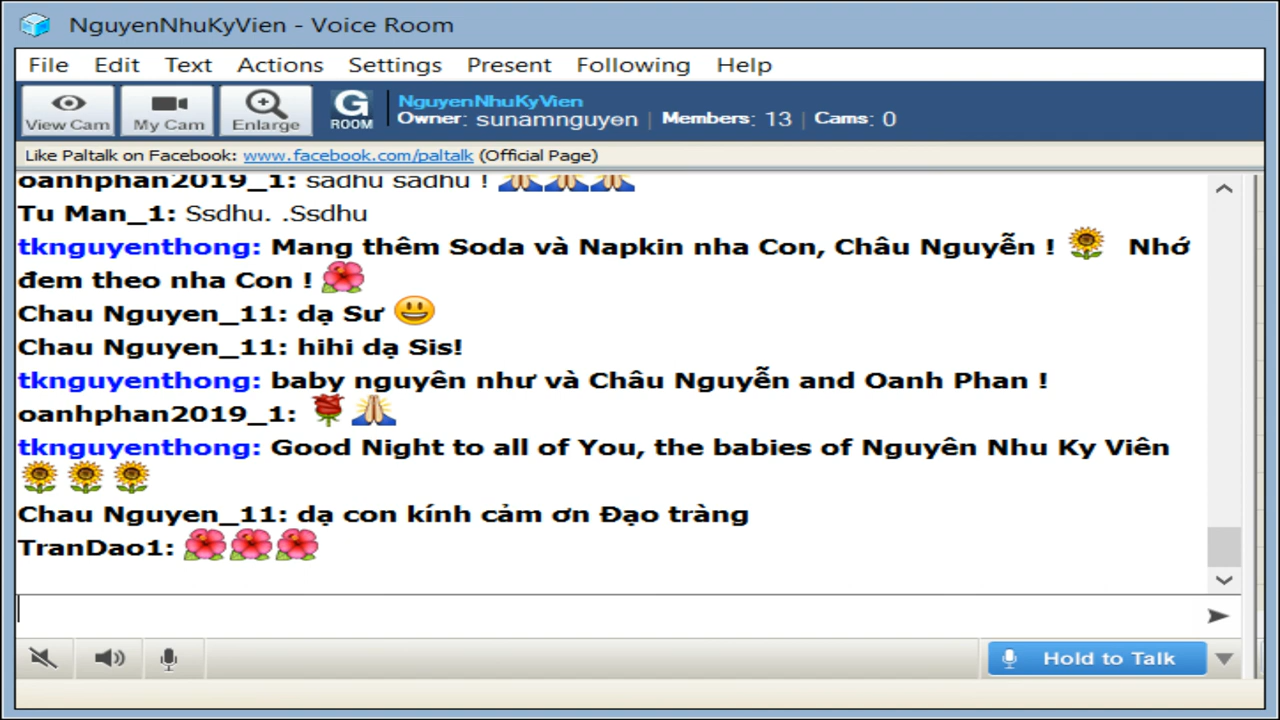 NguyenNhuKyVien - Voice Room
File Edit Text Actions Settings Present Following Help
View Cam My Cam Enlarge G ROOM
NguyenNhuKyVien
Owner: sunamnguyen | Members: 13 | Cams: 0
Like Paltalk on Facebook: www.facebook.com/paltalk (Official Page)
oanhphan2019_1: sadhu sadhu ! 🙏🙏🙏
Tu Man_1: Ssdhu. .Ssdhu
tknguyenthong: Mang thêm Soda và Napkin nha Con, Châu Nguyễn ! 🌻 Nhớ
đem theo nha Con ! 🌺
Chau Nguyen_11: dạ Sư 😃
Chau Nguyen_11: hihi dạ Sis!
tknguyenthong: baby nguyên như và Châu Nguyễn and Oanh Phan !
oanhphan2019_1: 🌹🙏
tknguyenthong: Good Night to all of You, the babies of Nguyên Nhu Ky Viên
🌻🌻🌻
Chau Nguyen_11: dạ con kính cảm ơn Đạo tràng
TranDao1: 🌺🌺🌺
Hold to Talk